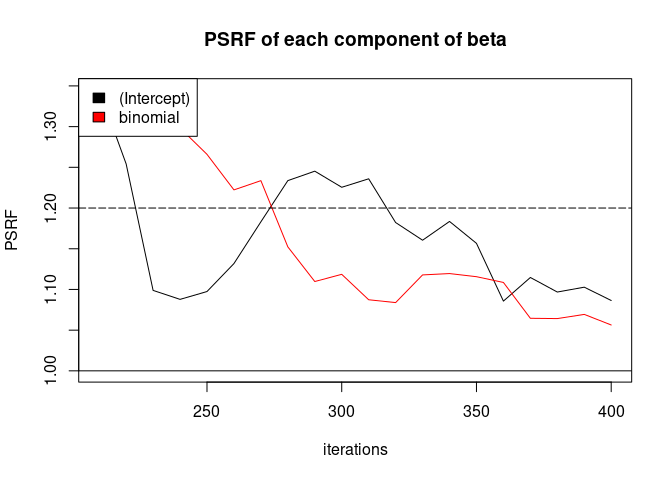 PSRF of each component of beta
(Intercept)
binomial
PSRF
1.30
1.20
1.10
1.00
250 300 350 400
iterations